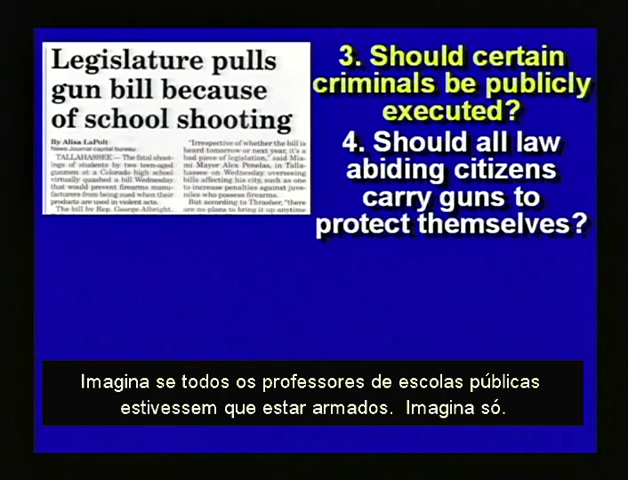 Legislature pulls
gun bill because
of school shooting
By Alisa LaPolt
News-Journal capital bureau
TALLAHASSEE — The fatal shoot-
ings of students by two teen-aged
gunmen at a Colorado high school
virtually quashed a bill Wednesday
that would prevent firearms manu-
facturers from being sued when their
products are used in violent acts.
The bill by Rep. George Albright,
"Irrespective of whether the bill is
heard tomorrow or next year, it's a
bad piece of legislation," said Mia-
mi Mayor Alex Penelas, in Talla-
hassee on Wednesday overseeing
bills affecting his city, such as one
to increase penalties against juve-
niles who possess firearms.
But according to Thrasher, "there
are no plans to bring it up anytime
3. Should certain
criminals be publicly
executed?
4. Should all law
abiding citizens
carry guns to
protect themselves?
Imagina se todos os professores de escolas públicas
estivessem que estar armados. Imagina só.